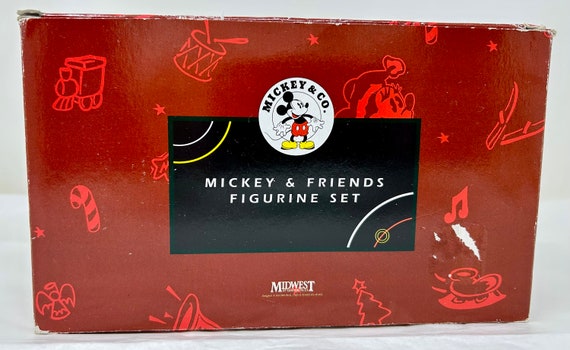 MICKEY & CO.
MICKEY & FRIENDS
FIGURINE SET
MIDWEST